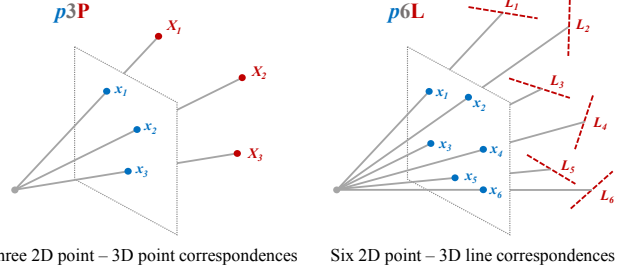 p3P
X1
X2
X3
x1
x2
x3
hree 2D point – 3D point correspondences
p6L
L1
L2
L3
L4
L5
L6
x1
x2
x3
x4
x5
x6
Six 2D point – 3D line correspondences